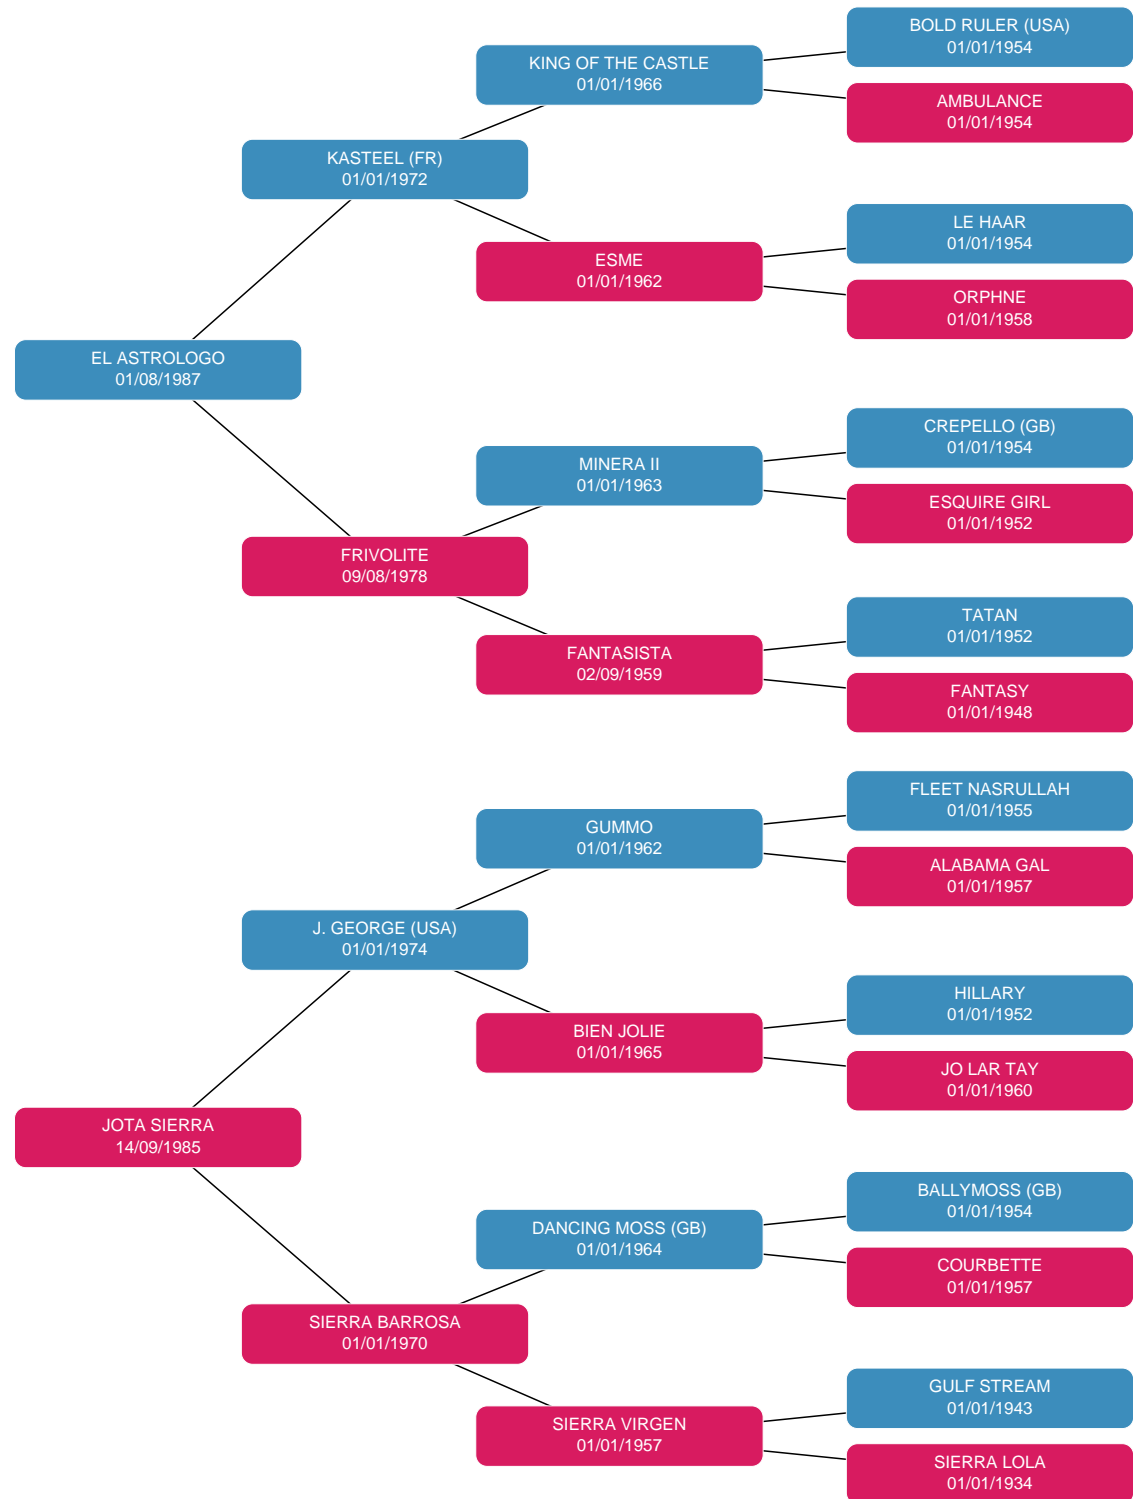 BOLD RULER (USA)
01/01/1954
KING OF THE CASTLE
01/01/1966
AMBULANCE
01/01/1954
KASTEEL (FR)
01/01/1972
LE HAAR
01/01/1954
ESME
01/01/1962
ORPHNE
01/01/1958
EL ASTROLOGO
01/08/1987
CREPELLO (GB)
01/01/1954
MINERA II
01/01/1963
ESQUIRE GIRL
01/01/1952
FRIVOLITE
09/08/1978
TATAN
01/01/1952
FANTASISTA
02/09/1959
FANTASY
01/01/1948
FLEET NASRULLAH
01/01/1955
GUMMO
01/01/1962
ALABAMA GAL
01/01/1957
J. GEORGE (USA)
01/01/1974
HILLARY
01/01/1952
BIEN JOLIE
01/01/1965
JO LAR TAY
01/01/1960
JOTA SIERRA
14/09/1985
BALLYMOSS (GB)
01/01/1954
DANCING MOSS (GB)
01/01/1964
COURBETTE
01/01/1957
SIERRA BARROSA
01/01/1970
GULF STREAM
01/01/1943
SIERRA VIRGEN
01/01/1957
SIERRA LOLA
01/01/1934